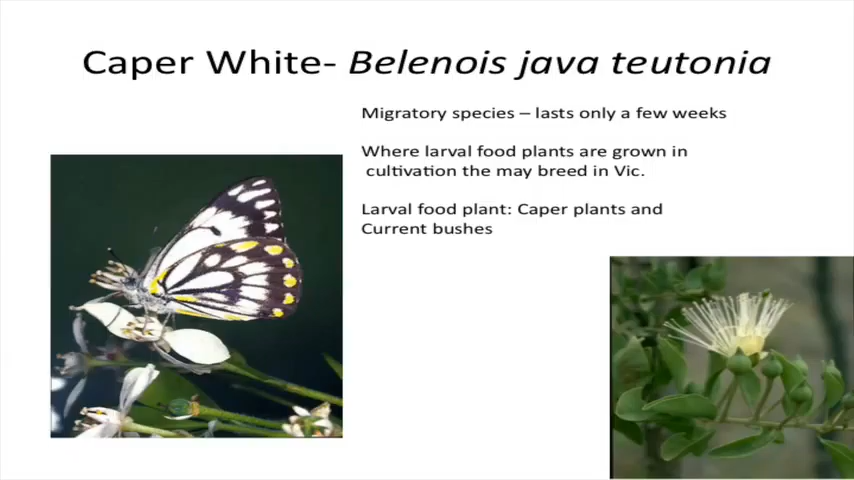 Caper White- Belenois java teutonia
Migratory species – lasts only a few weeks
Where larval food plants are grown in
cultivation the may breed in Vic.
Larval food plant: Caper plants and
Current bushes